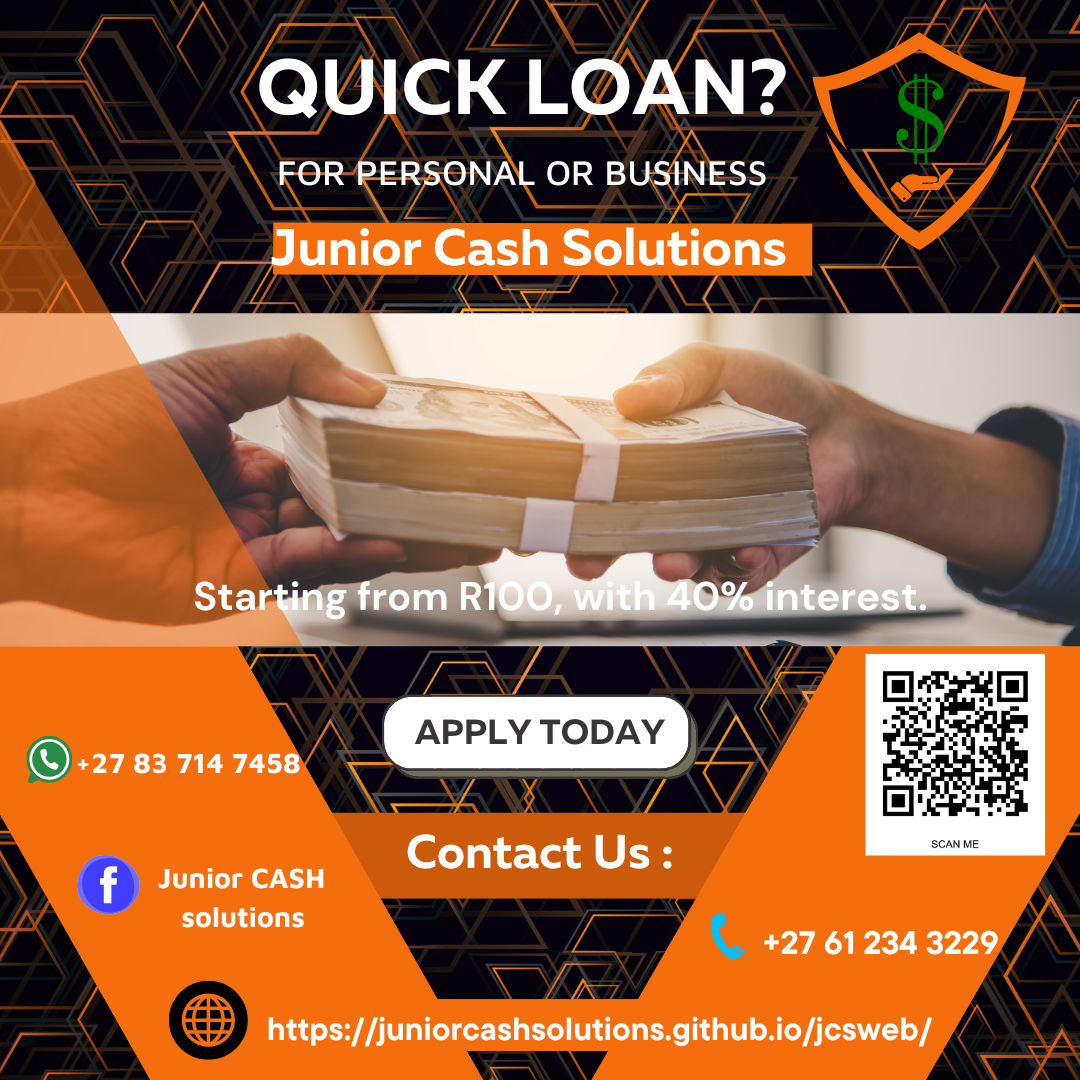 QUICK LOAN?
FOR PERSONAL OR BUSINESS
Junior Cash Solutions
Starting from R100, with 40% interest.
APPLY TODAY
SCAN ME
+27 83 714 7458
Contact Us :
Junior CASH
solutions
+27 61 234 3229
https://juniorcashsolutions.github.io/jcsweb/